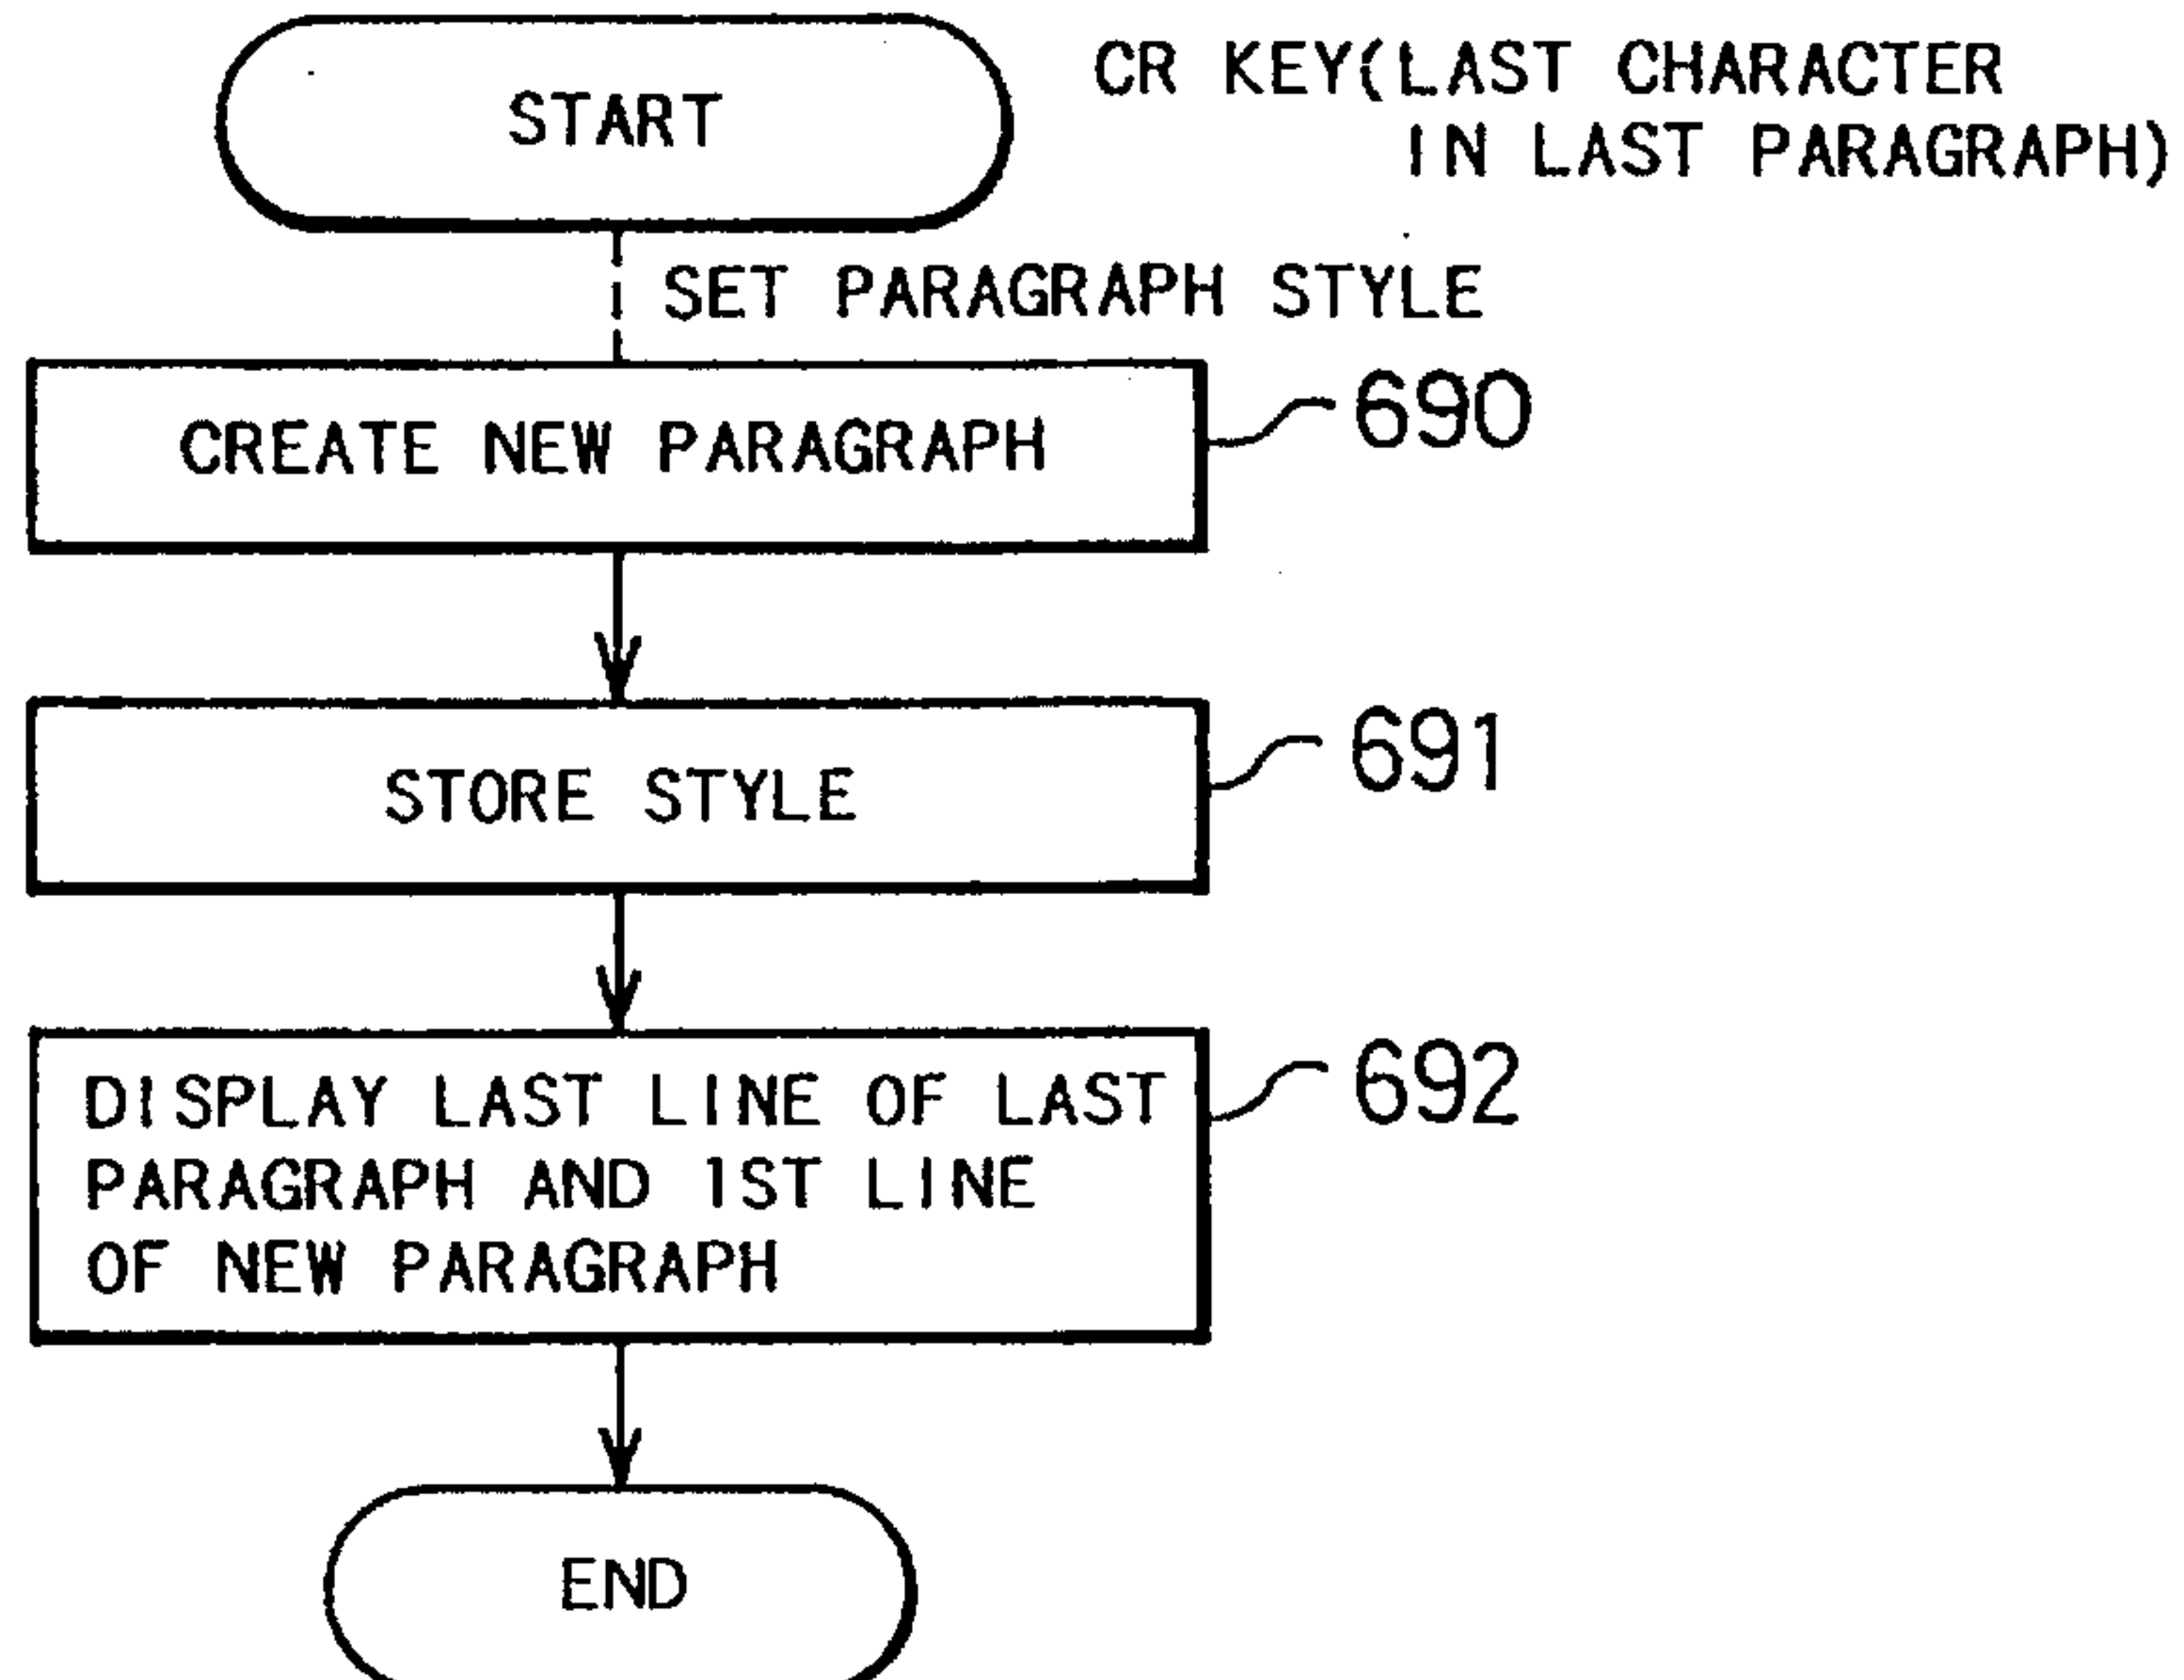 START
CR KEY(LAST CHARACTER
IN LAST PARAGRAPH)
SET PARAGRAPH STYLE
CREATE NEW PARAGRAPH
690
STORE STYLE
691
DISPLAY LAST LINE OF LAST
PARAGRAPH AND 1ST LINE
OF NEW PARAGRAPH
692
END